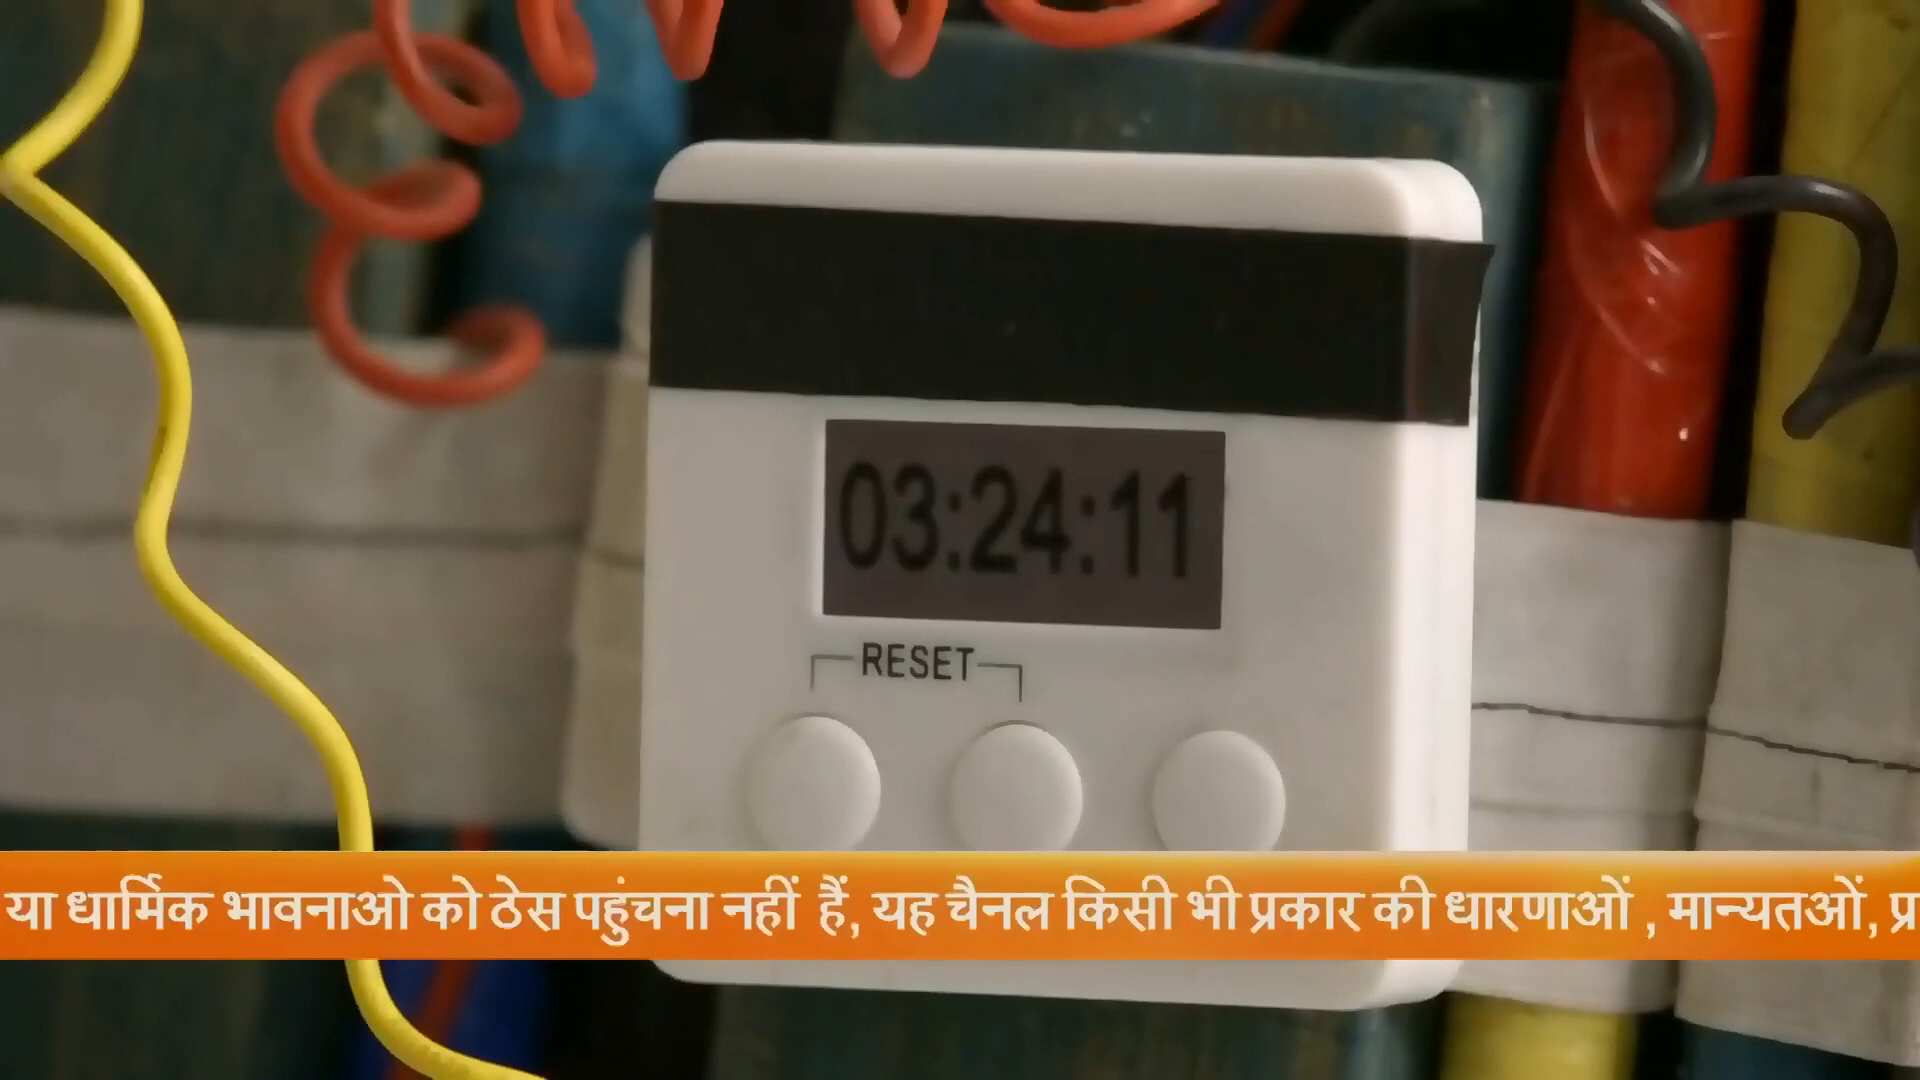 03:24:11
RESET
या धार्मिक भावनाओ को ठेस पहुंचना नहीं हैं, यह चैनल किसी भी प्रकार की धारणाओं , मान्यतओं, प्र